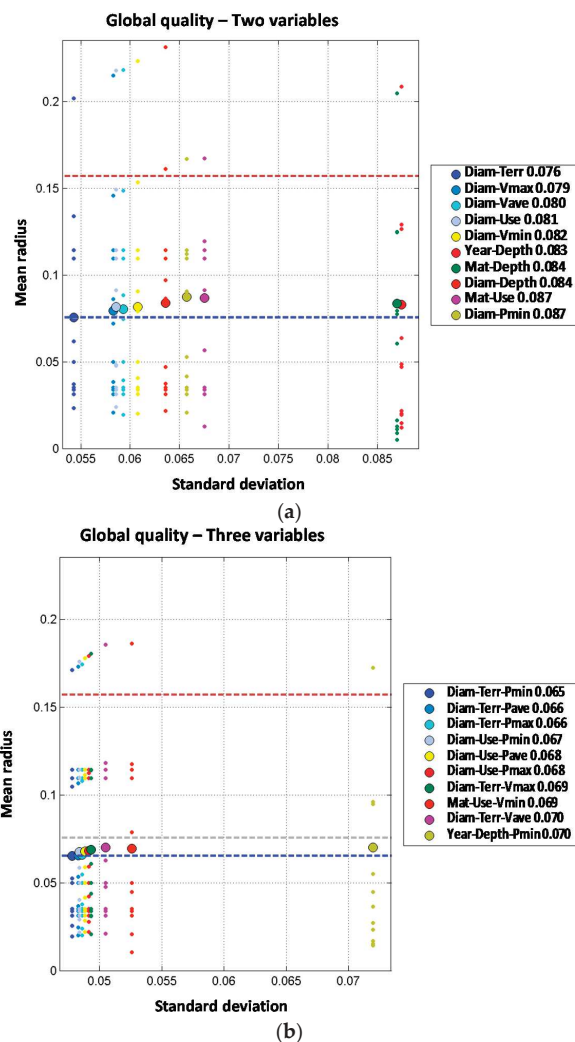 Global quality – Two variables
0.2
0.15
0.1
0.05
0
Mean radius
0.055 0.06 0.065 0.07 0.075 0.08 0.085
Standard deviation
Diam-Terr 0.076
Diam-Vmax 0.079
Diam-Vave 0.080
Diam-Use 0.081
Diam-Vmin 0.082
Year-Depth 0.083
Mat-Depth 0.084
Diam-Depth 0.084
Mat-Use 0.087
Diam-Pmin 0.087
(a)
Global quality – Three variables
0.2
0.15
0.1
0.05
0
Mean radius
0.05 0.055 0.06 0.065 0.07
Standard deviation
Diam-Terr-Pmin 0.065
Diam-Terr-Pave 0.066
Diam-Terr-Pmax 0.066
Diam-Use-Pmin 0.067
Diam-Use-Pave 0.068
Diam-Use-Pmax 0.068
Diam-Terr-Vmax 0.069
Mat-Use-Vmin 0.069
Diam-Terr-Vave 0.070
Year-Depth-Pmin 0.070
(b)